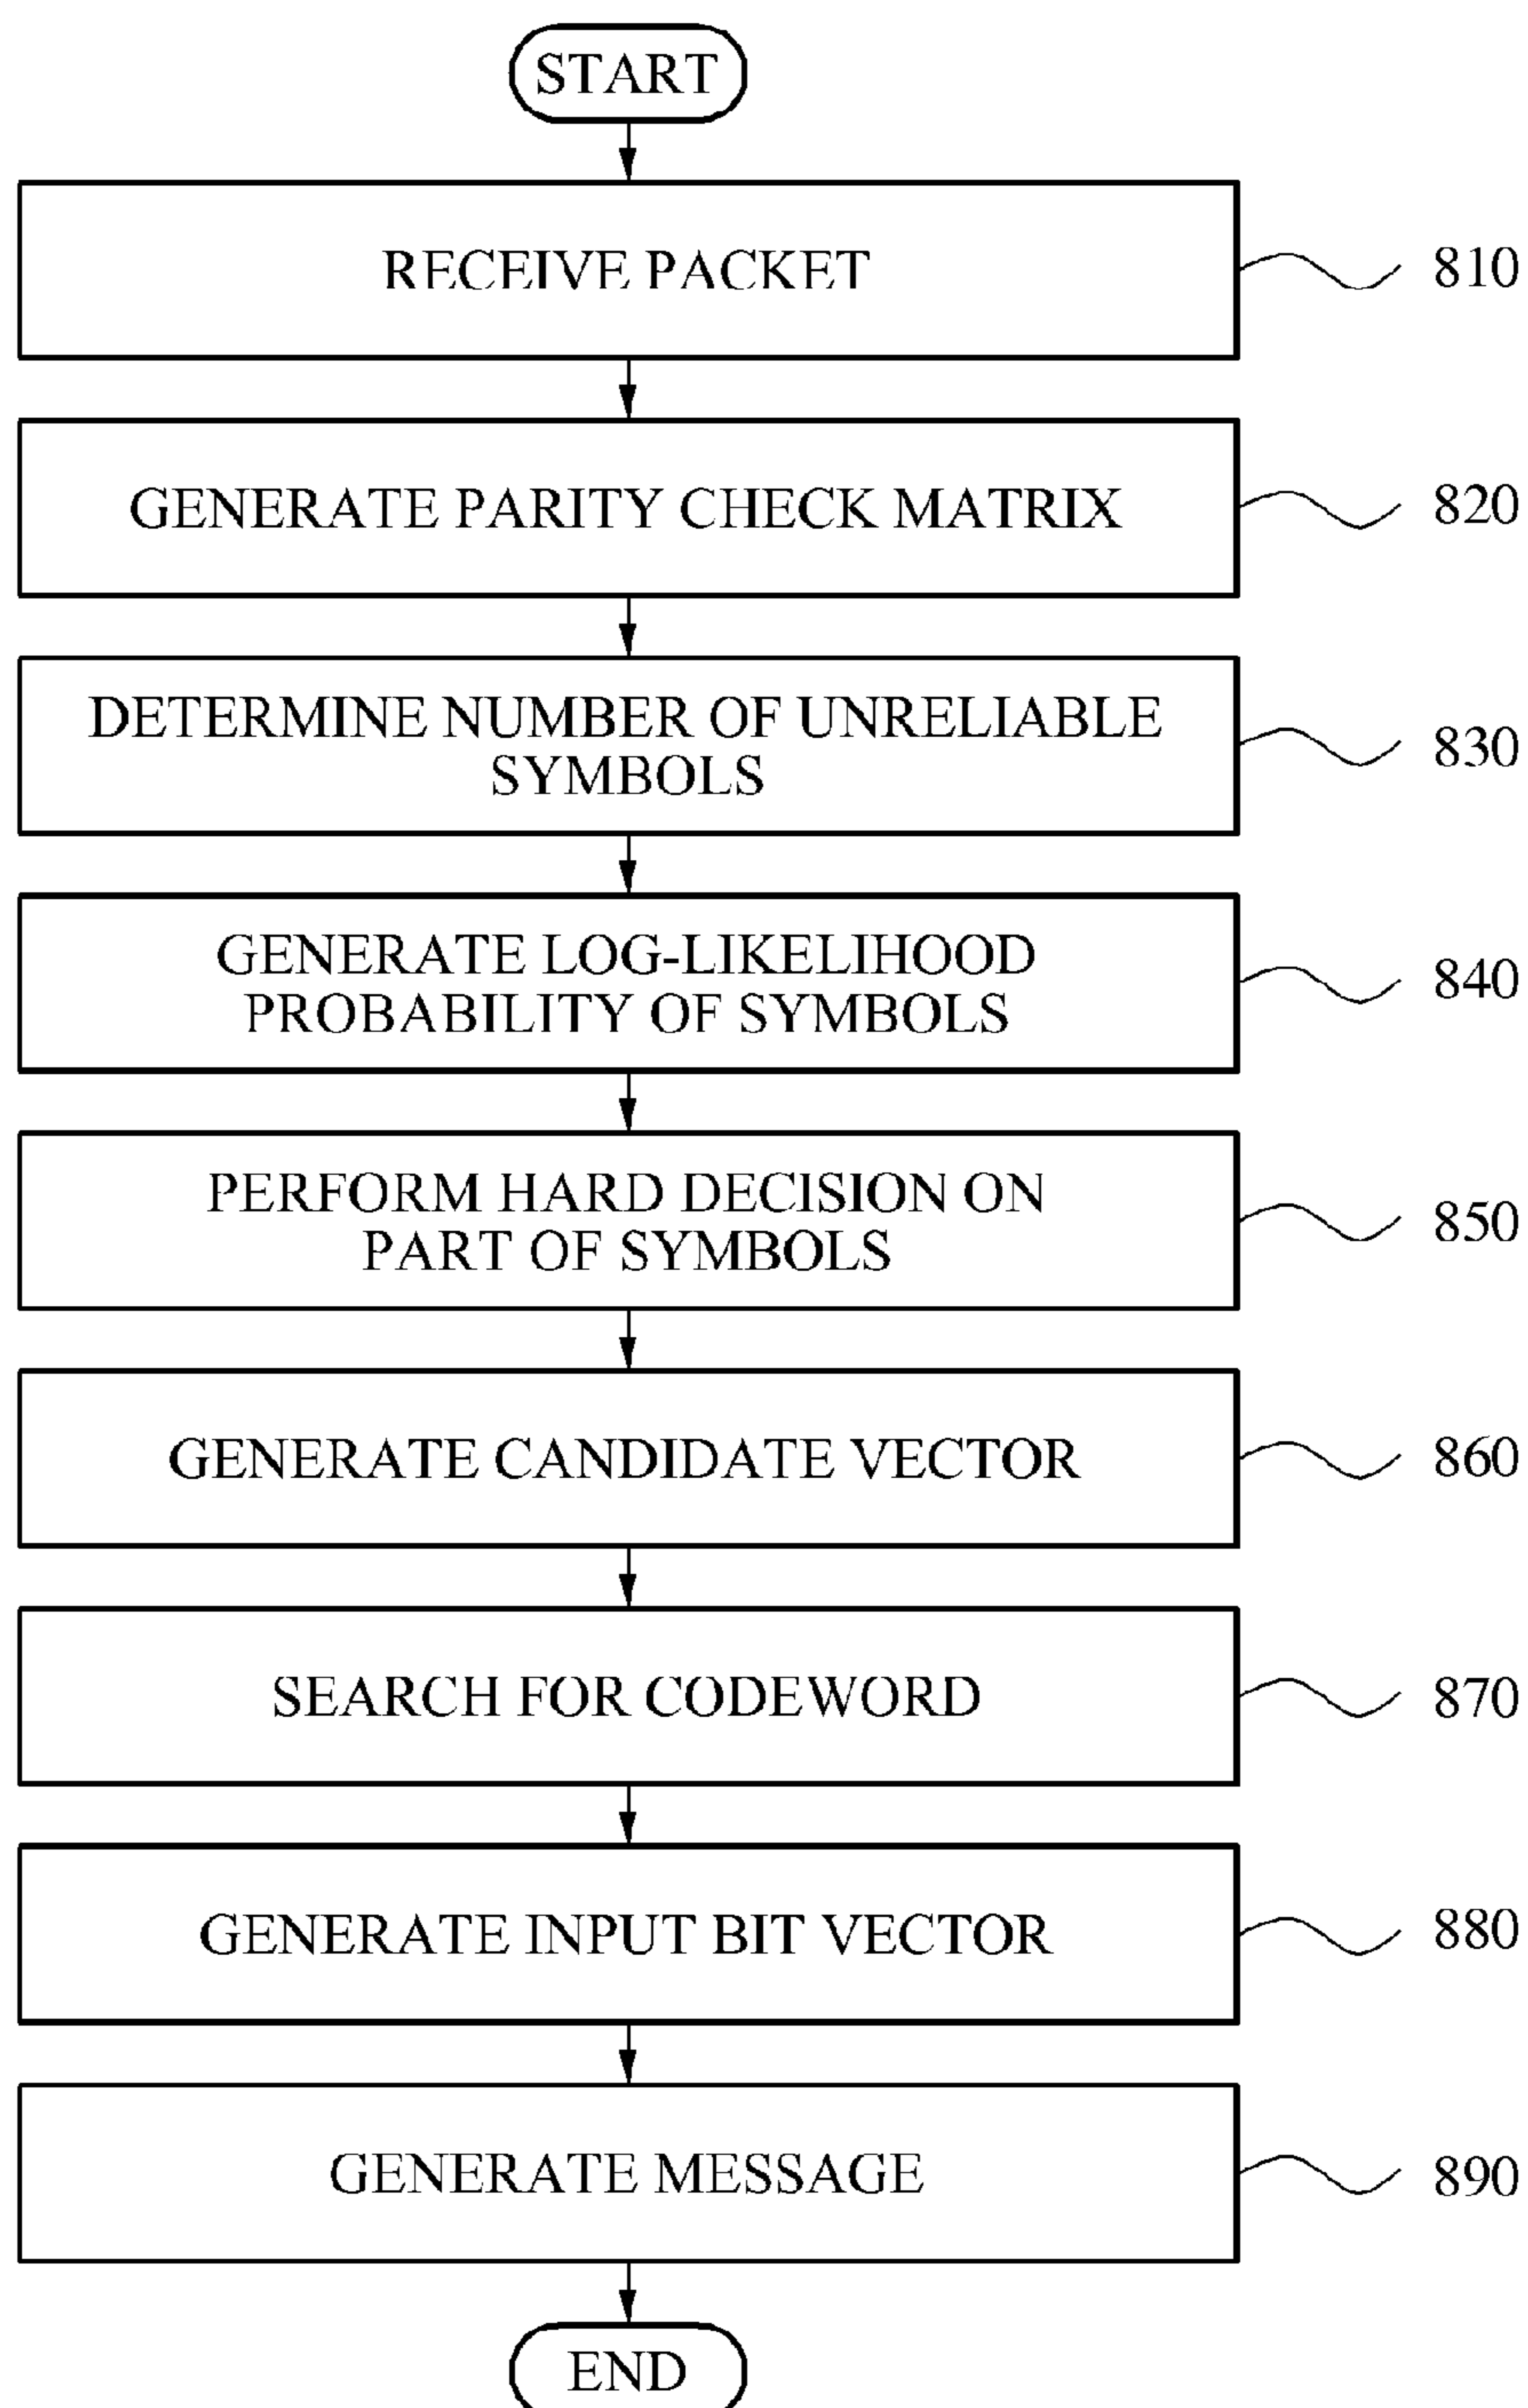 START
RECEIVE PACKET
810
GENERATE PARITY CHECK MATRIX
820
DETERMINE NUMBER OF UNRELIABLE
SYMBOLS
830
GENERATE LOG-LIKELIHOOD
PROBABILITY OF SYMBOLS
840
PERFORM HARD DECISION ON
PART OF SYMBOLS
850
GENERATE CANDIDATE VECTOR
860
SEARCH FOR CODEWORD
870
GENERATE INPUT BIT VECTOR
880
GENERATE MESSAGE
890
END